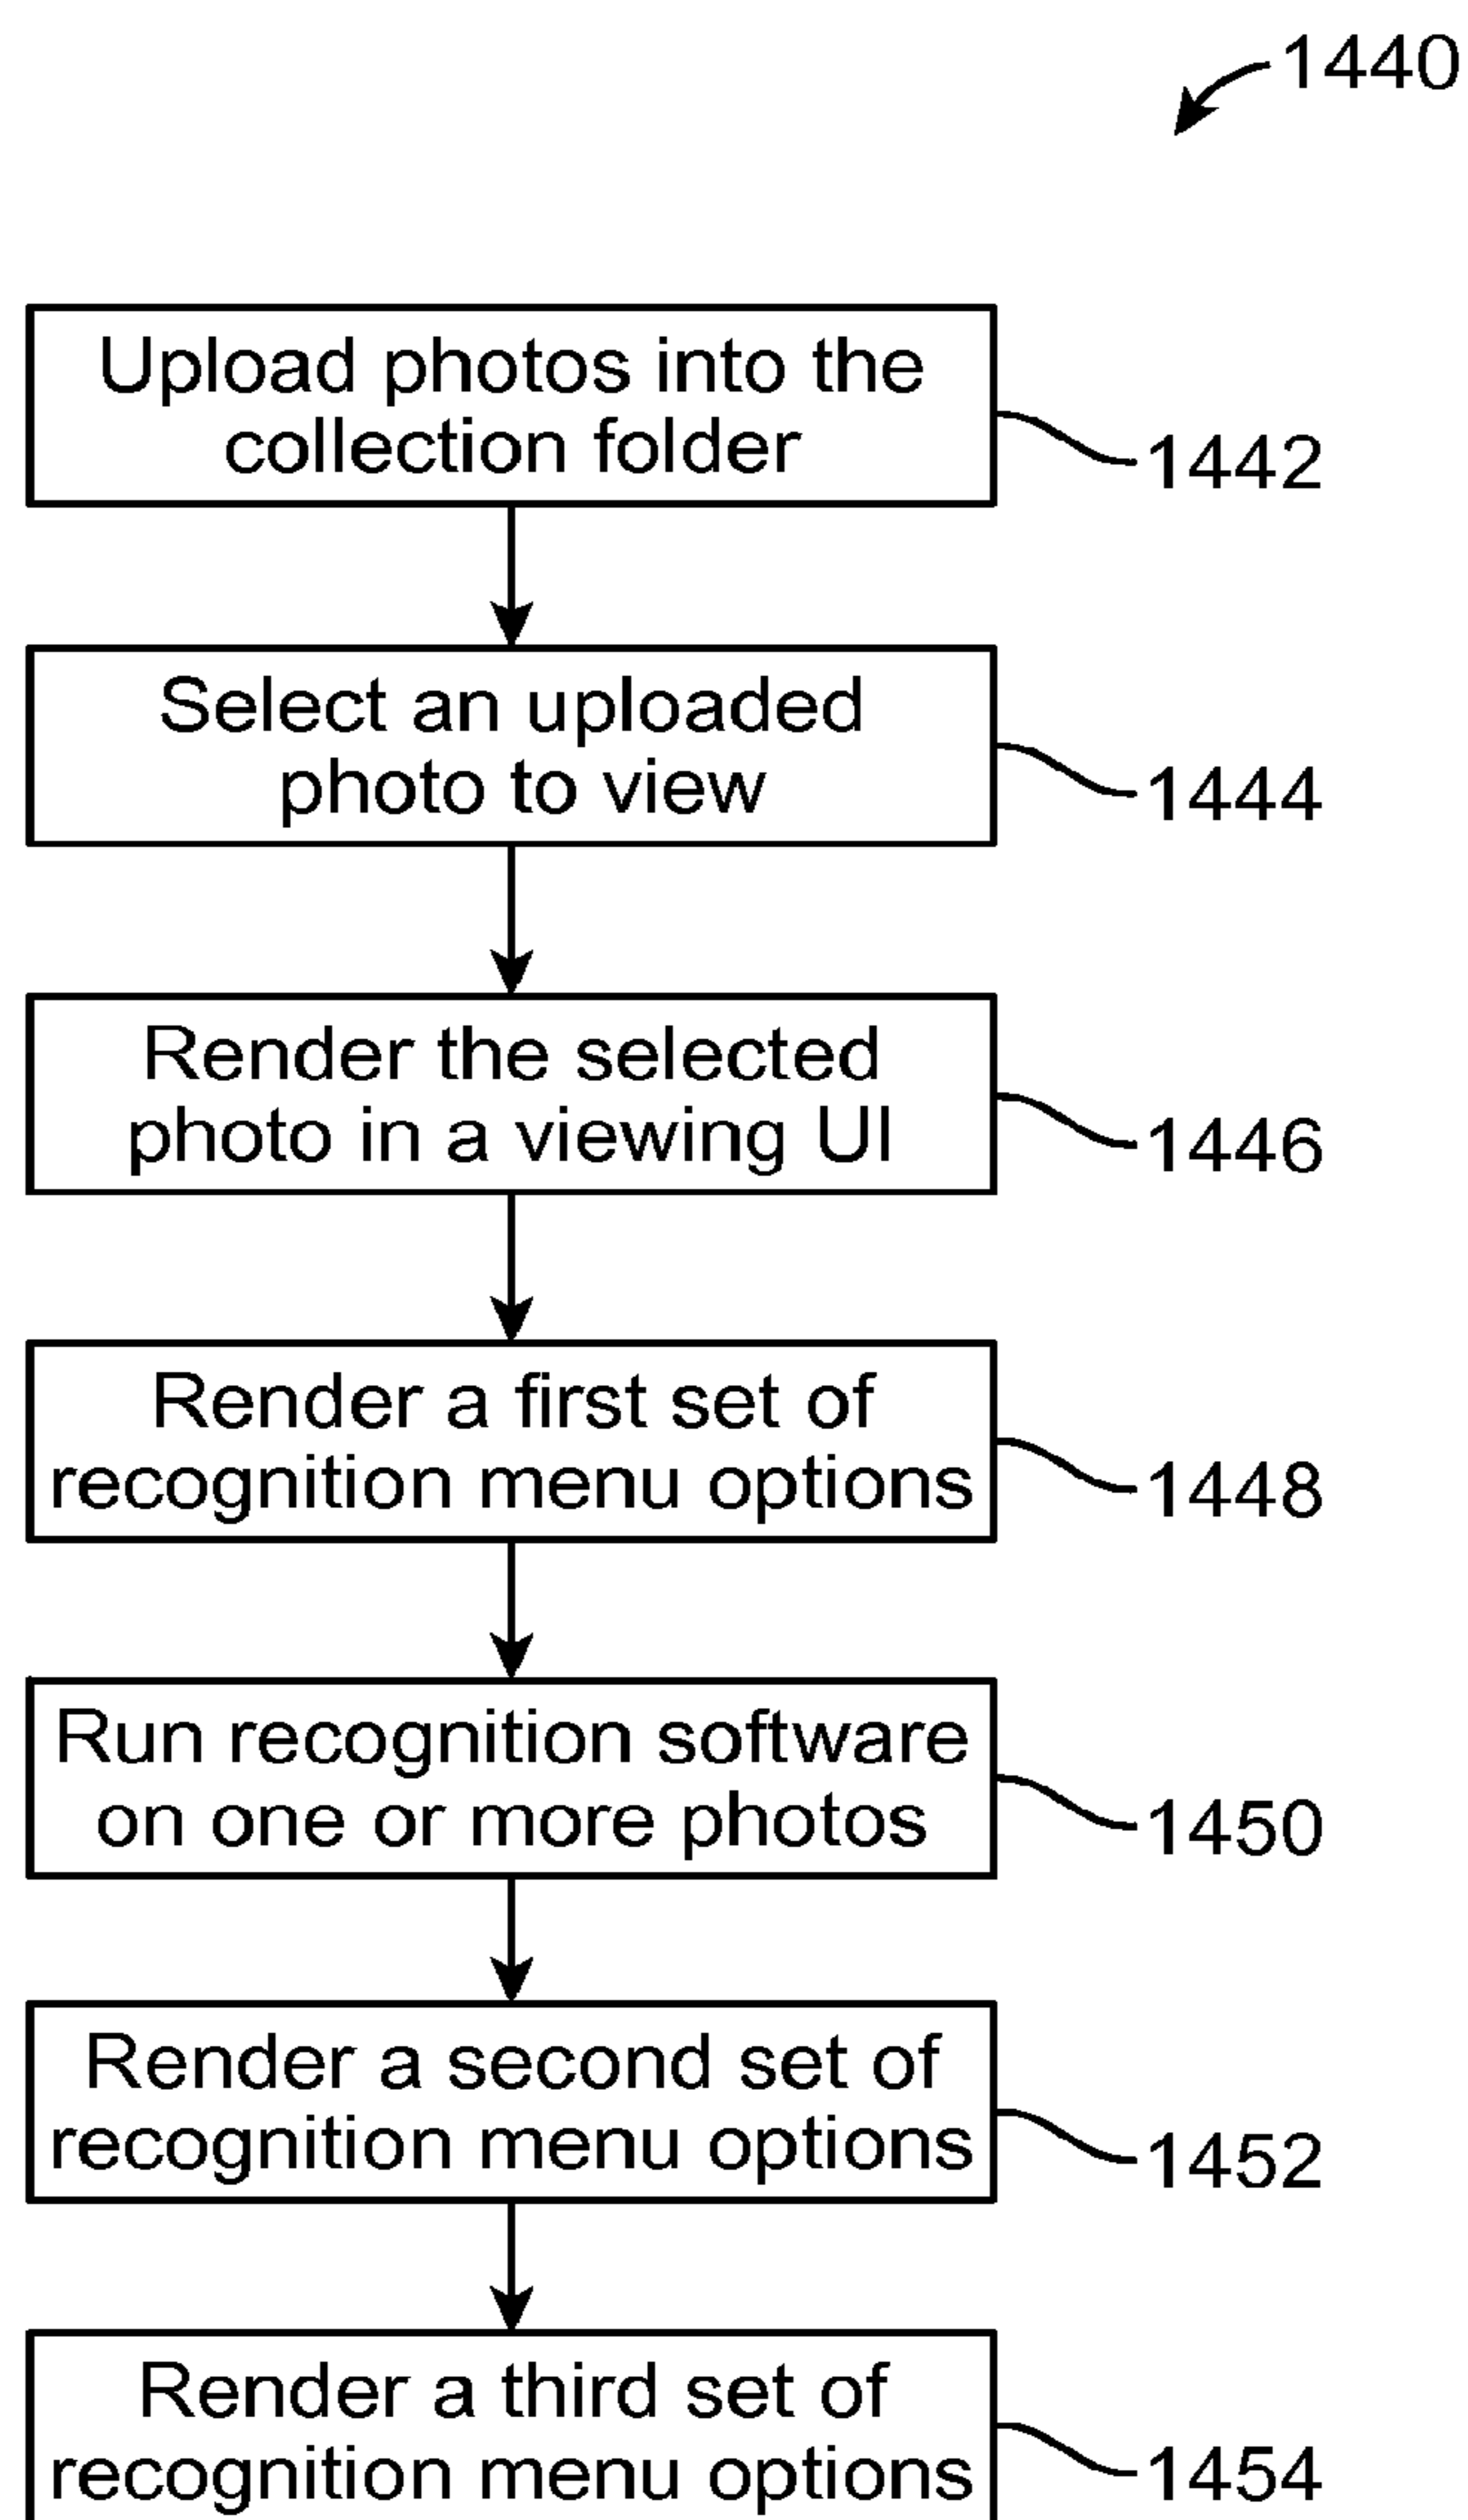 1440
Upload photos into the
collection folder
1442
Select an uploaded
photo to view
1444
Render the selected
photo in a viewing UI
1446
Render a first set of
recognition menu options
1448
Run recognition software
on one or more photos
1450
Render a second set of
recognition menu options
1452
Render a third set of
recognition menu options
1454